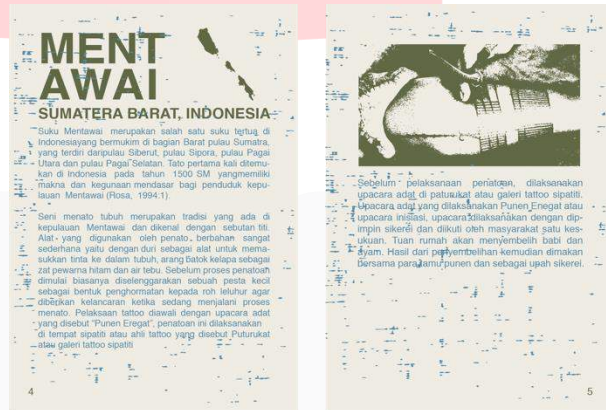 MENT
AWAI
SUMATERA BARAT, INDONESIA
Suku Mentawai merupakan salah satu suku tertua di
Indonesiayang bermukim di bagian Barat pulau Sumatra,
yang terdiri daripulau Siberut, pulau Sipora, pulau Pagai
Utara dan pulau Pagai Selatan. Tato pertama kali ditemu-
kan di Indonesia pada tahun 1500 SM yangmemiliki
makna dan kegunaan mendasar bagi penduduk kepu-
lauan Mentawai (Rosa, 1994:1).
Seni menato tubuh merupakan tradisi yang ada di
kepulauan Mentawai dan dikenal dengan sebutan titi.
Alat yang digunakan oleh penato berbahan sangat
sederhana yaitu dengan duri sebagai alat untuk mema-
sukkan tinta ke dalam tubuh, arang batok kelapa sebagai
zat pewarna hitam dan air tebu. Sebelum proses penatoan
dimulai biasanya diselenggarakan sebuah pesta kecil
sebagai bentuk penghormatan kepada roh leluhur agar
diberikan kelancaran ketika sedang menjalani proses
menato. Pelaksaan tattoo diawali dengan upacara adat
yang disebut "Punen Eregat", penatoan ini dilaksanakan
di tempat sipatiti atau ahli tattoo yang disebut Puturukat
atau galeri tattoo sipatiti
4
Sebelum pelaksanaan penatoan, dilaksanakan
upacara adat di paturukat atau galeri tattoo sipatiti.
Upacara adat yang dilaksanakan Punen Enegat atau
upacara inisiasi, upacara dilaksanakan dengan dip-
impin sikerei dan diikuti oleh masyarakat satu kes-
ukuan. Tuan rumah akan menyembelih babi dan
ayam. Hasil dari penyembelihan kemudian dimakan
bersama para tamu punen dan sebagai upah sikerei.
5